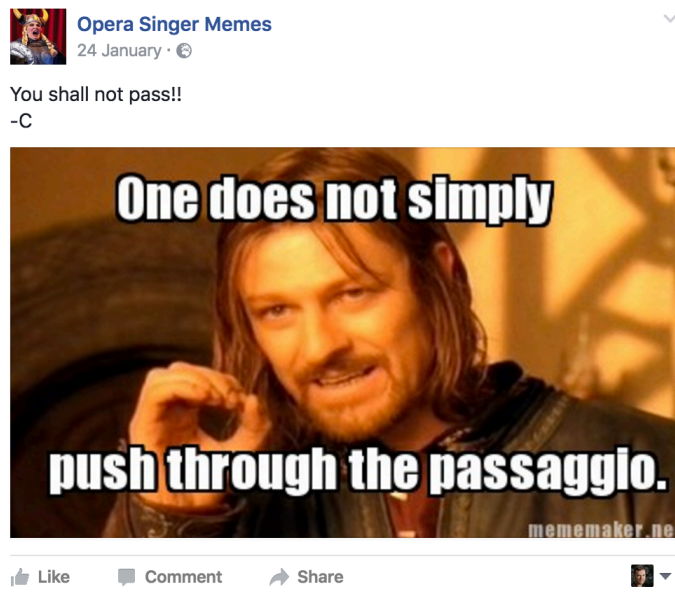 Opera Singer Memes
24 January ·
You shall not pass!!
-C
One does not simply
push through the passaggio.
mememaker.ne
Like Comment Share